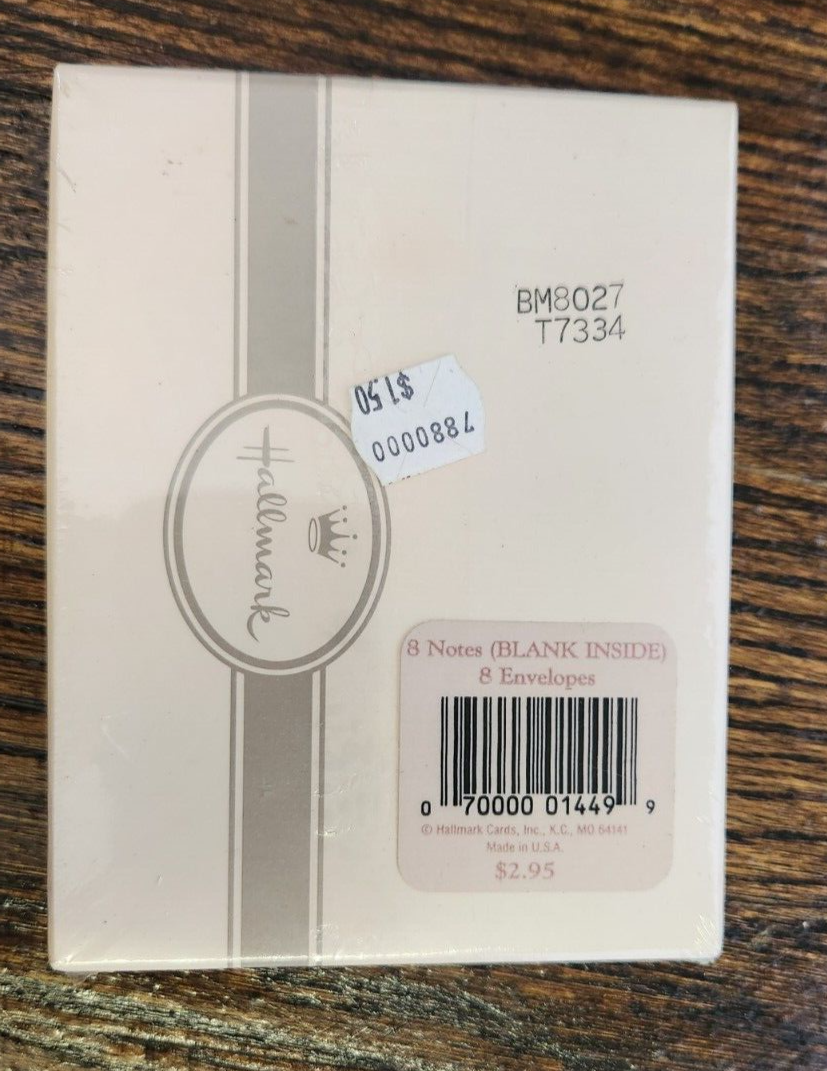 BM8027
T7334
$1.50
7880000
Hallmark
8 Notes (BLANK INSIDE)
8 Envelopes
0 70000 01449 9
© Hallmark Cards, Inc., K.C., MO 64141
Made in U.S.A.
$2.95